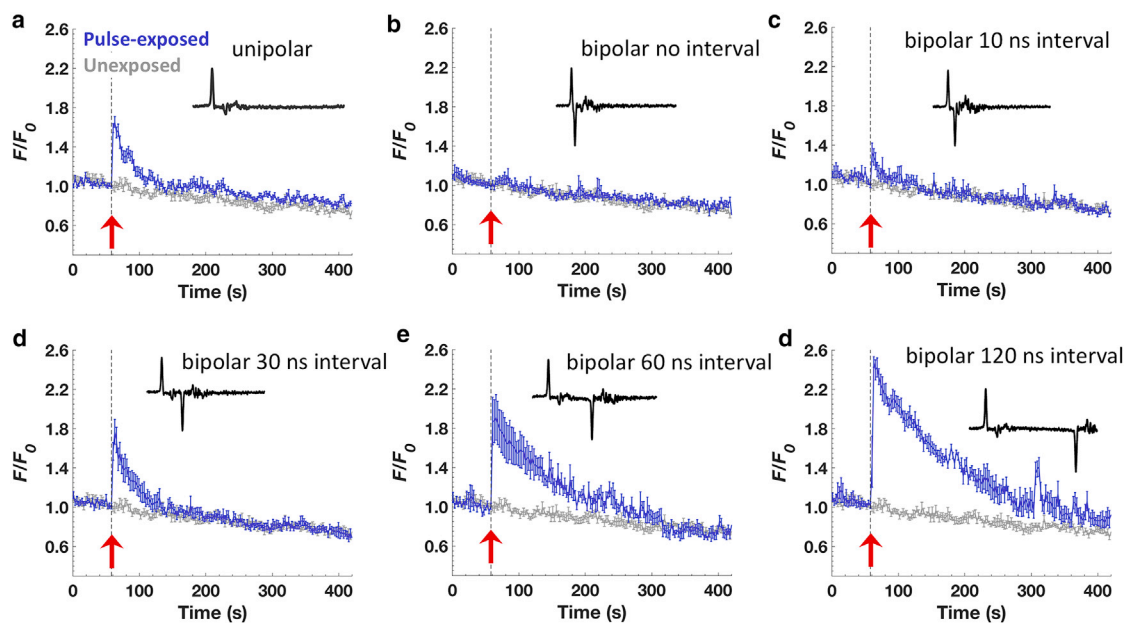 a
2.6
Pulse-exposed
Unexposed
unipolar
2.2
1.8
1.4
1.0
0.6
F/F0
0 100 200 300 400
Time (s)
b
2.6
bipolar no interval
2.2
1.8
1.4
1.0
0.6
F/F0
0 100 200 300 400
Time (s)
c
2.6
bipolar 10 ns interval
2.2
1.8
1.4
1.0
0.6
F/F0
0 100 200 300 400
Time (s)
d
2.6
bipolar 30 ns interval
2.2
1.8
1.4
1.0
0.6
F/F0
0 100 200 300 400
Time (s)
e
2.6
bipolar 60 ns interval
2.2
1.8
1.4
1.0
0.6
F/F0
0 100 200 300 400
Time (s)
d
2.6
bipolar 120 ns interval
2.2
1.8
1.4
1.0
0.6
F/F0
0 100 200 300 400
Time (s)